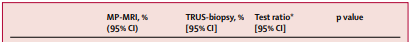 MP-MRI, % TRUS-biopsy, % Test ratio* p value
(95% CI) [95% CI] [95% CI]